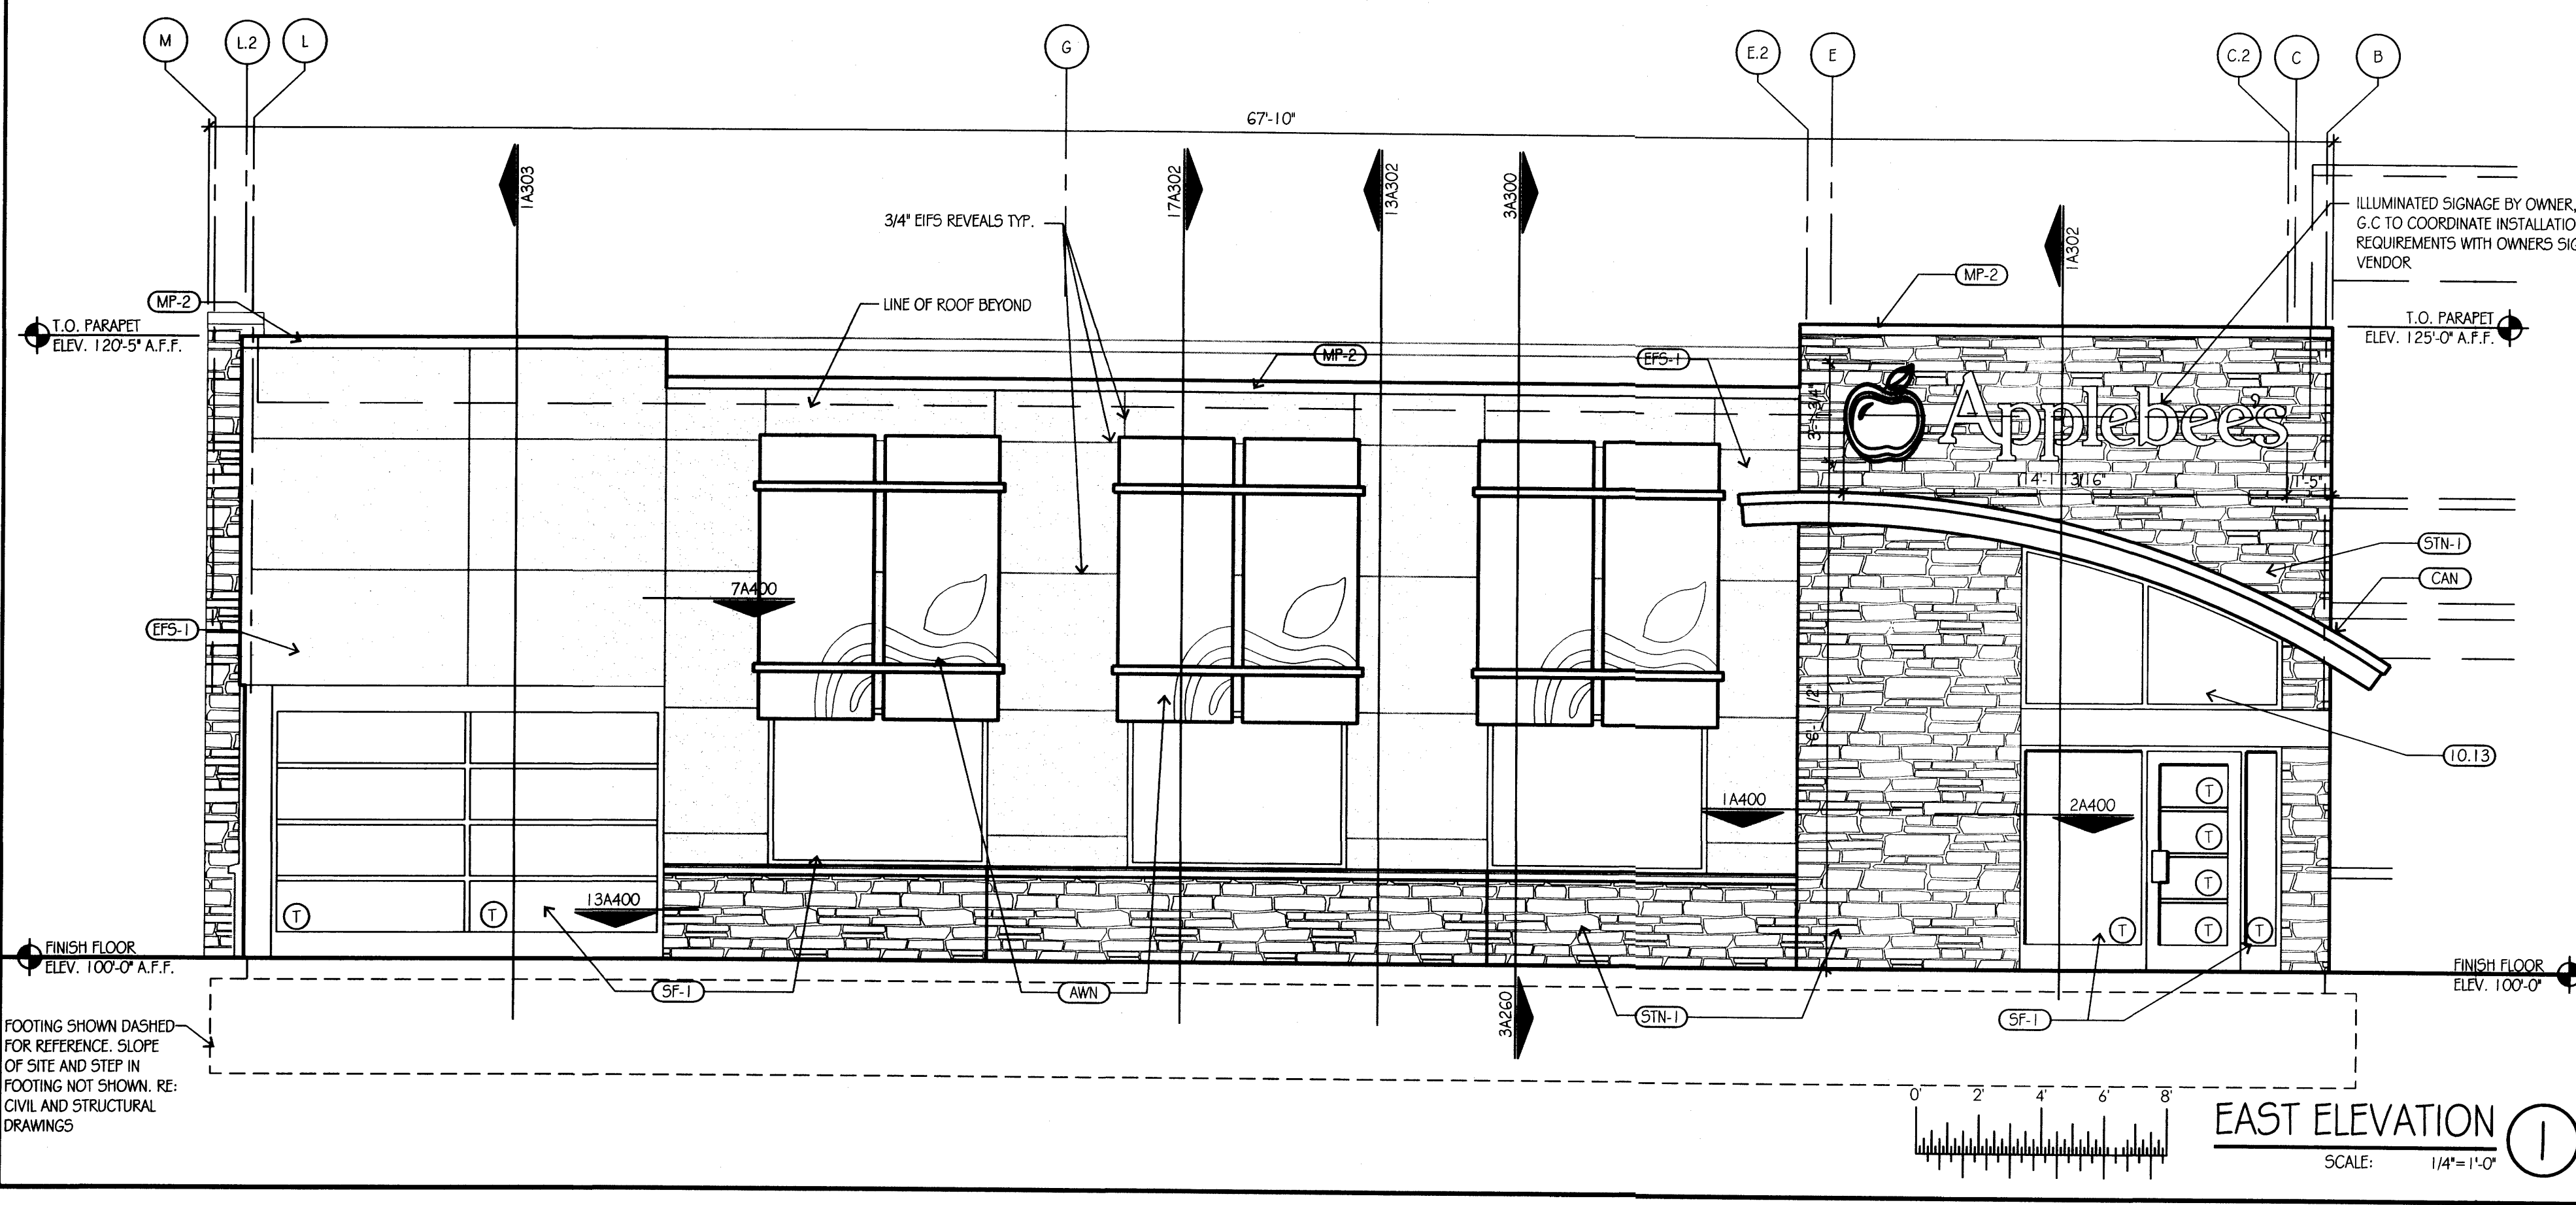 M
L.2
L
G
E.2
E
C.2
C
B
67'-10"
1A303
17A302
13A302
3A300
1A302
3/4" EIFS REVEALS TYP.
LINE OF ROOF BEYOND
ILLUMINATED SIGNAGE BY OWNER,
G.C TO COORDINATE
REQUIREMENTS WITH OWNERS
VENDOR
MP-2
MP-2
MP-2
T.O. PARAPET
ELEV. 120'-5" A.F.F.
T.O. PARAPET
ELEV. 125'-0" A.F.F.
EFS-1
3'-1 3/4"
Applebee's
14'-1 13/16"
1'-5"
STN-1
CAN
7A400
EFS-1
10.13
1A400
2A400
T
T
T
T
T
T
T
T
13A400
FINISH FLOOR
ELEV. 100'-0" A.F.F.
FINISH FLOOR
ELEV. 100'-0"
SF-1
AWN
3A260
STN-1
SF-1
FOOTING SHOWN DASHED
FOR REFERENCE. SLOPE
OF SITE AND STEP IN
FOOTING NOT SHOWN. RE:
CIVIL AND STRUCTURAL
DRAWINGS
0' 2' 4' 6' 8'
EAST ELEVATION
1
SCALE: 1/4"=1'-0"